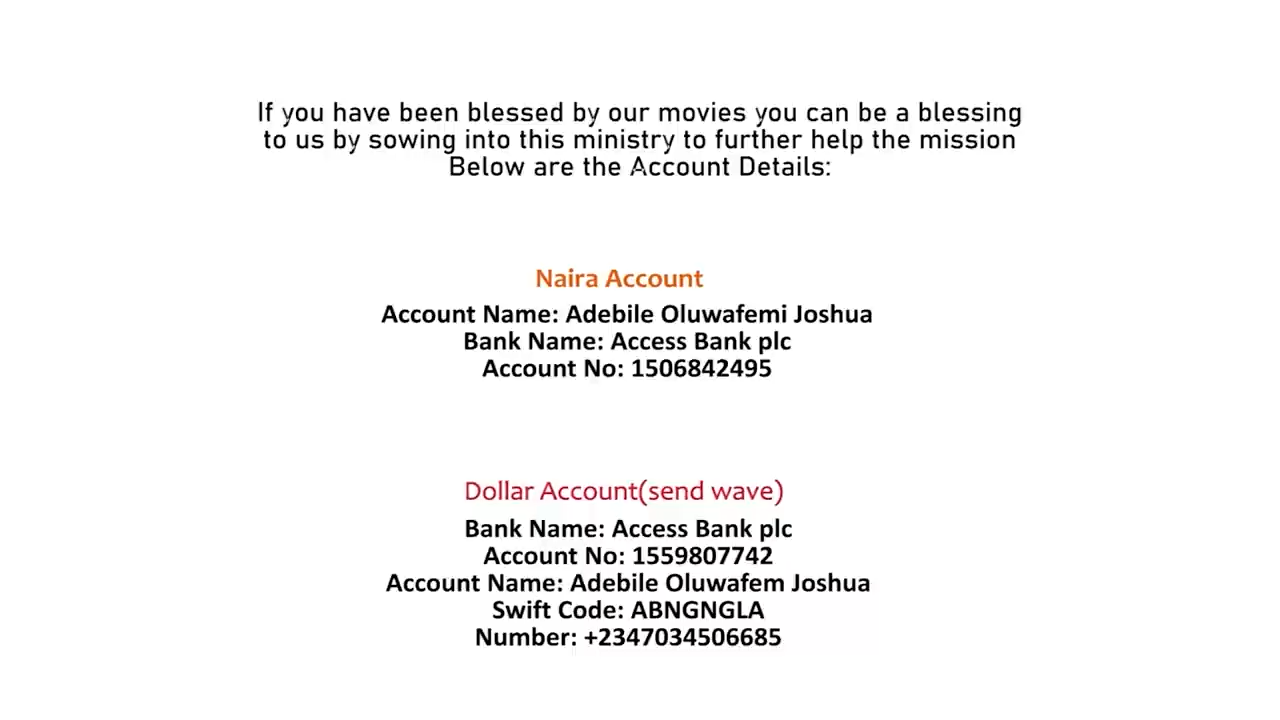 If you have been blessed by our movies you can be a blessing
to us by sowing into this ministry to further help the mission
Below are the Account Details:
Naira Account
Account Name: Adebile Oluwafemi Joshua
Bank Name: Access Bank plc
Account No: 1506842495
Dollar Account(send wave)
Bank Name: Access Bank plc
Account No: 1559807742
Account Name: Adebile Oluwafem Joshua
Swift Code: ABNGNGLA
Number: +2347034506685